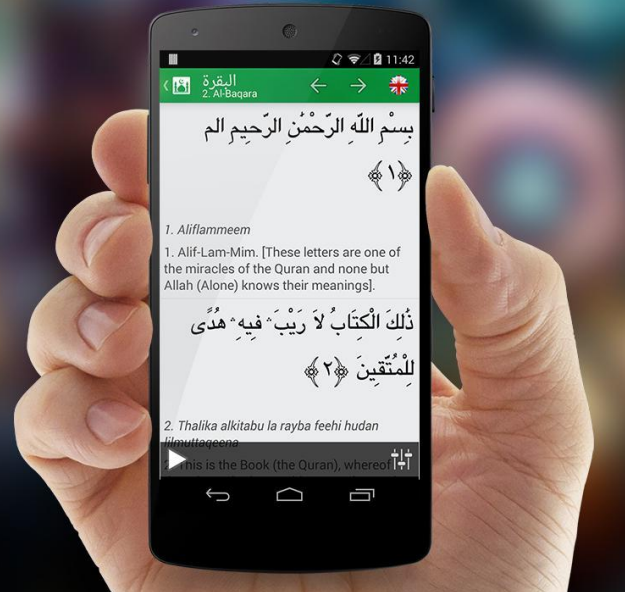 11:42
البقرة
2. Al-Baqara
بِسْمِ اللَّهِ الرَّحْمَٰنِ الرَّحِيمِ الم
﴿١﴾
1. Aliflammeem
1. Alif-Lam-Mim. [These letters are one of
the miracles of the Quran and none but
Allah (Alone) knows their meanings].
ذَٰلِكَ الْكِتَابُ لاَ رَيْبَ ۛ فِيهِ ۛ هُدًى
لِلْمُتَّقِينَ ﴿٢﴾
2. Thalika alkitabu la rayba feehi hudan
lilmuttaqeena
2. This is the Book (the Quran), whereof